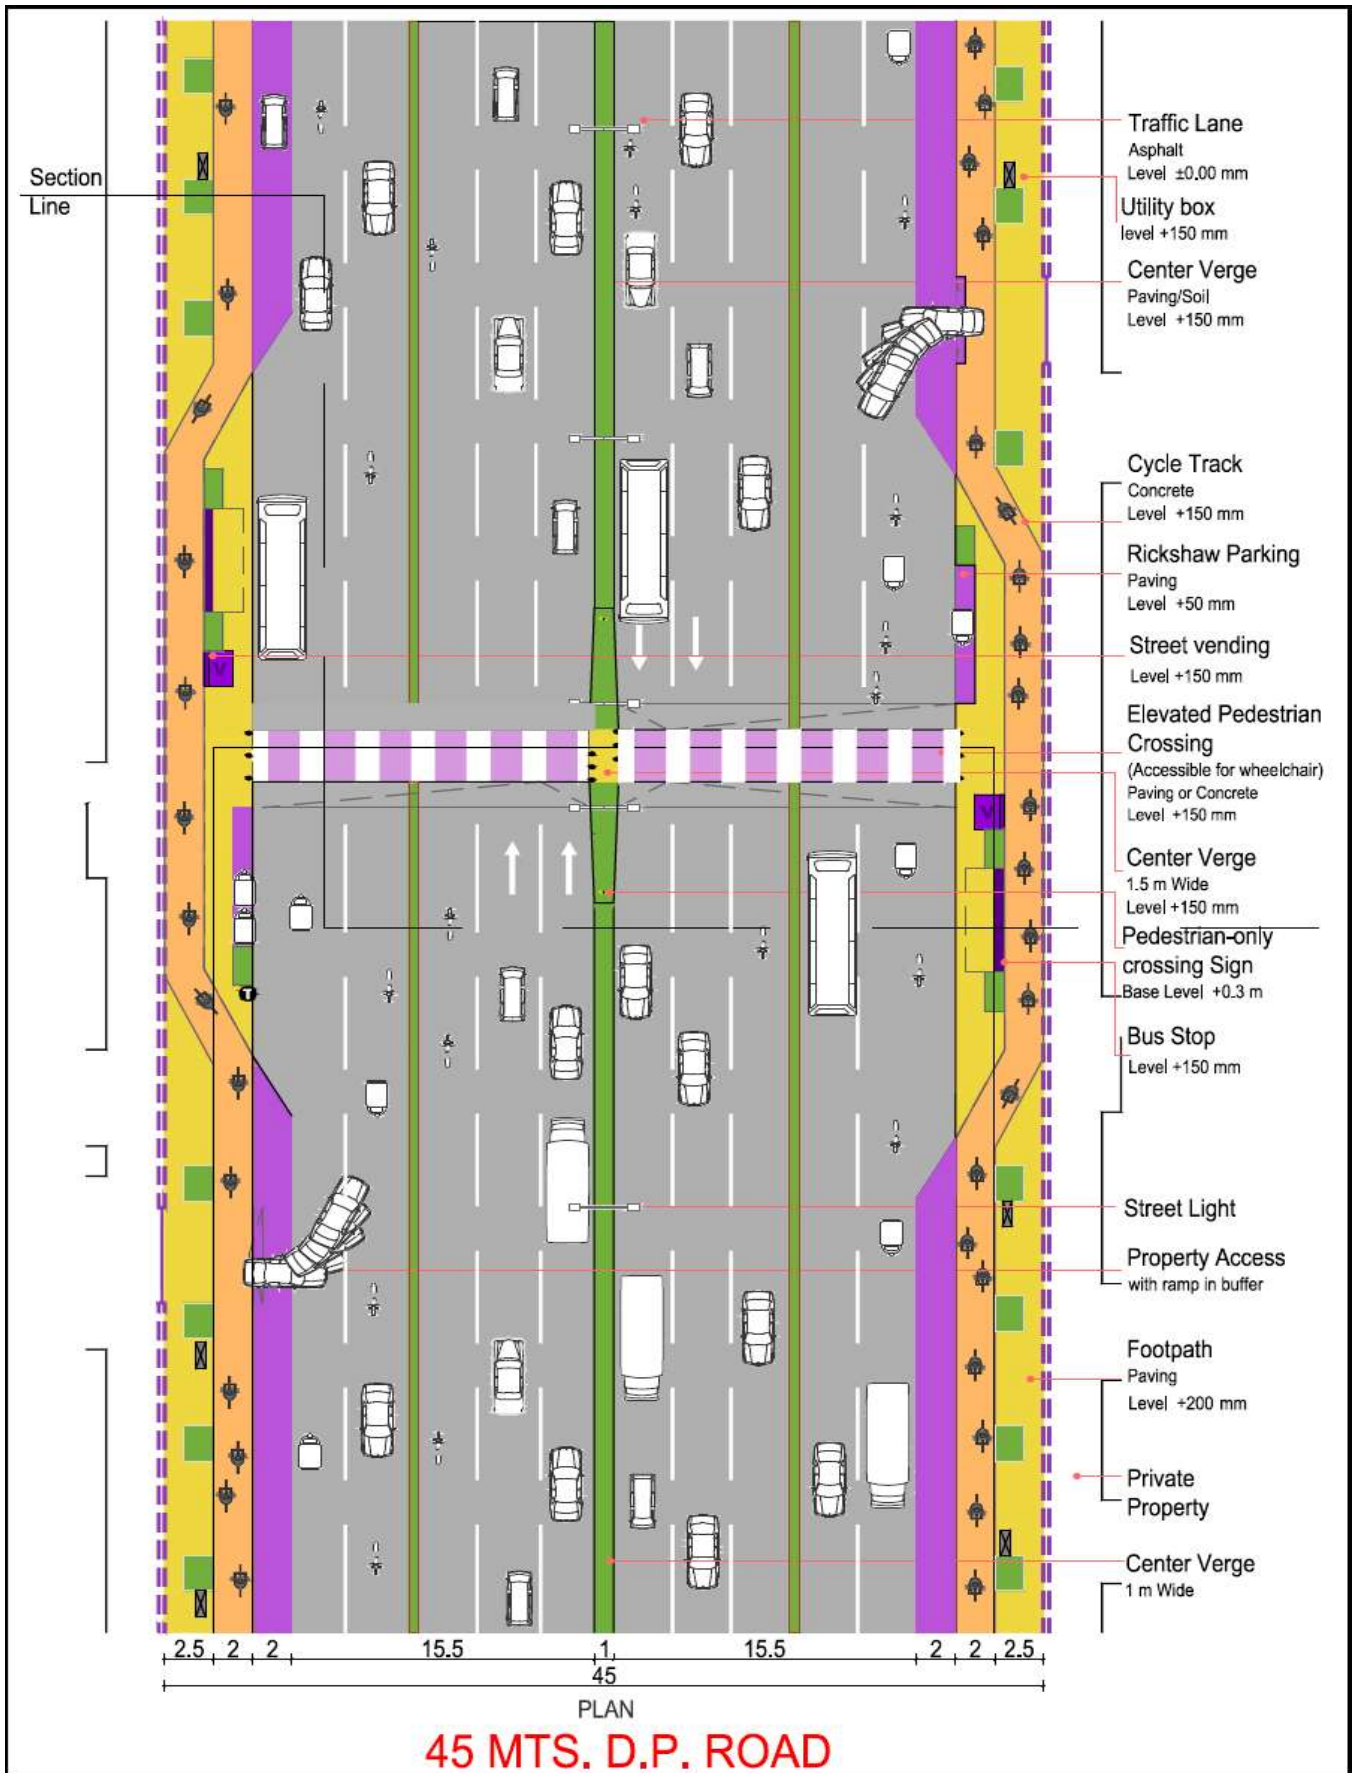 Section
Line
Traffic Lane
Asphalt
Level ±0.00 mm
Utility box
level +150 mm
Center Verge
Paving/Soil
Level +150 mm
Cycle Track
Concrete
Level +150 mm
Rickshaw Parking
Paving
Level +50 mm
Street vending
Level +150 mm
Elevated Pedestrian
Crossing
(Accessible for wheelchair)
Paving or Concrete
Level +150 mm
Center Verge
1.5 m Wide
Level +150 mm
Pedestrian-only
crossing Sign
Base Level +0.3 m
Bus Stop
Level +150 mm
Street Light
Property Access
with ramp in buffer
Footpath
Paving
Level +200 mm
Private
Property
Center Verge
1 m Wide
V
V
T
2.5 2 2 15.5 1 15.5 2 2 2.5
45
PLAN
45 MTS. D.P. ROAD